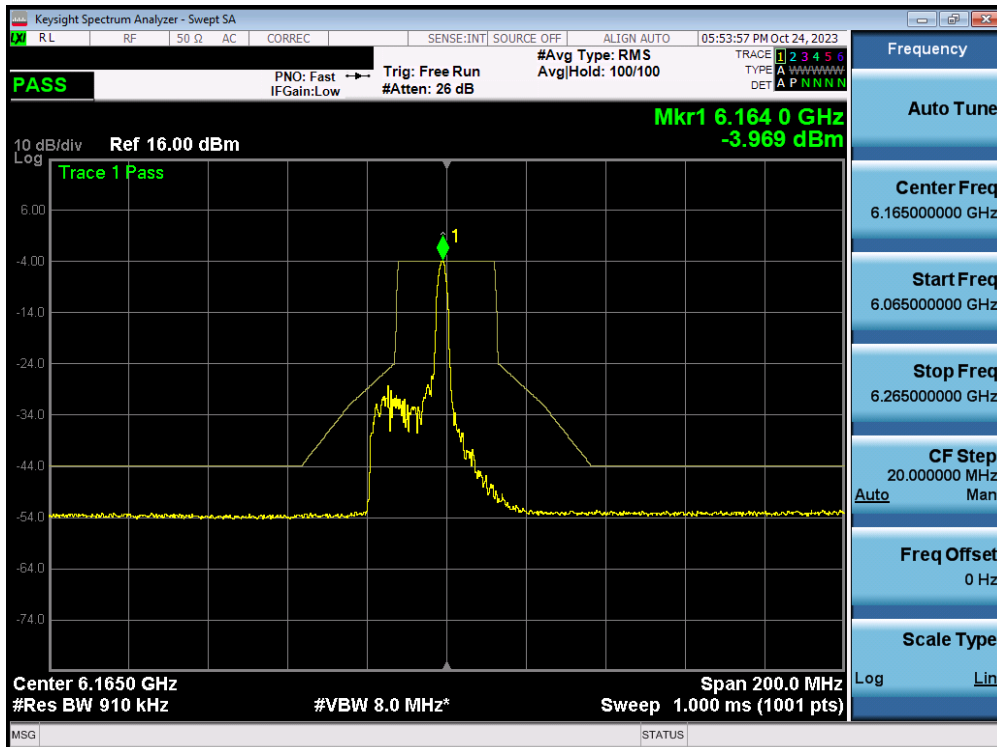 Keysight Spectrum Analyzer - Swept SA
LXI RL RF 50 Ω AC CORREC SENSE:INT SOURCE OFF ALIGN AUTO 05:53:57 PM Oct 24, 2023
PASS
PNO: Fast
IFGain:Low
Trig: Free Run
#Atten: 26 dB
#Avg Type: RMS
Avg|Hold: 100/100
TRACE 1 2 3 4 5 6
TYPE A WWWWW
DET A P N N N N
Mkr1 6.164 0 GHz
-3.969 dBm
10 dB/div Ref 16.00 dBm
Log
Trace 1 Pass
1
6.00
-4.00
-14.0
-24.0
-34.0
-44.0
-54.0
-64.0
-74.0
Center 6.1650 GHz Span 200.0 MHz
#Res BW 910 kHz #VBW 8.0 MHz* Sweep 1.000 ms (1001 pts)
MSG STATUS
Frequency
Auto Tune
Center Freq
6.165000000 GHz
Start Freq
6.065000000 GHz
Stop Freq
6.265000000 GHz
CF Step
20.000000 MHz
Auto Man
Freq Offset
0 Hz
Scale Type
Log Lin